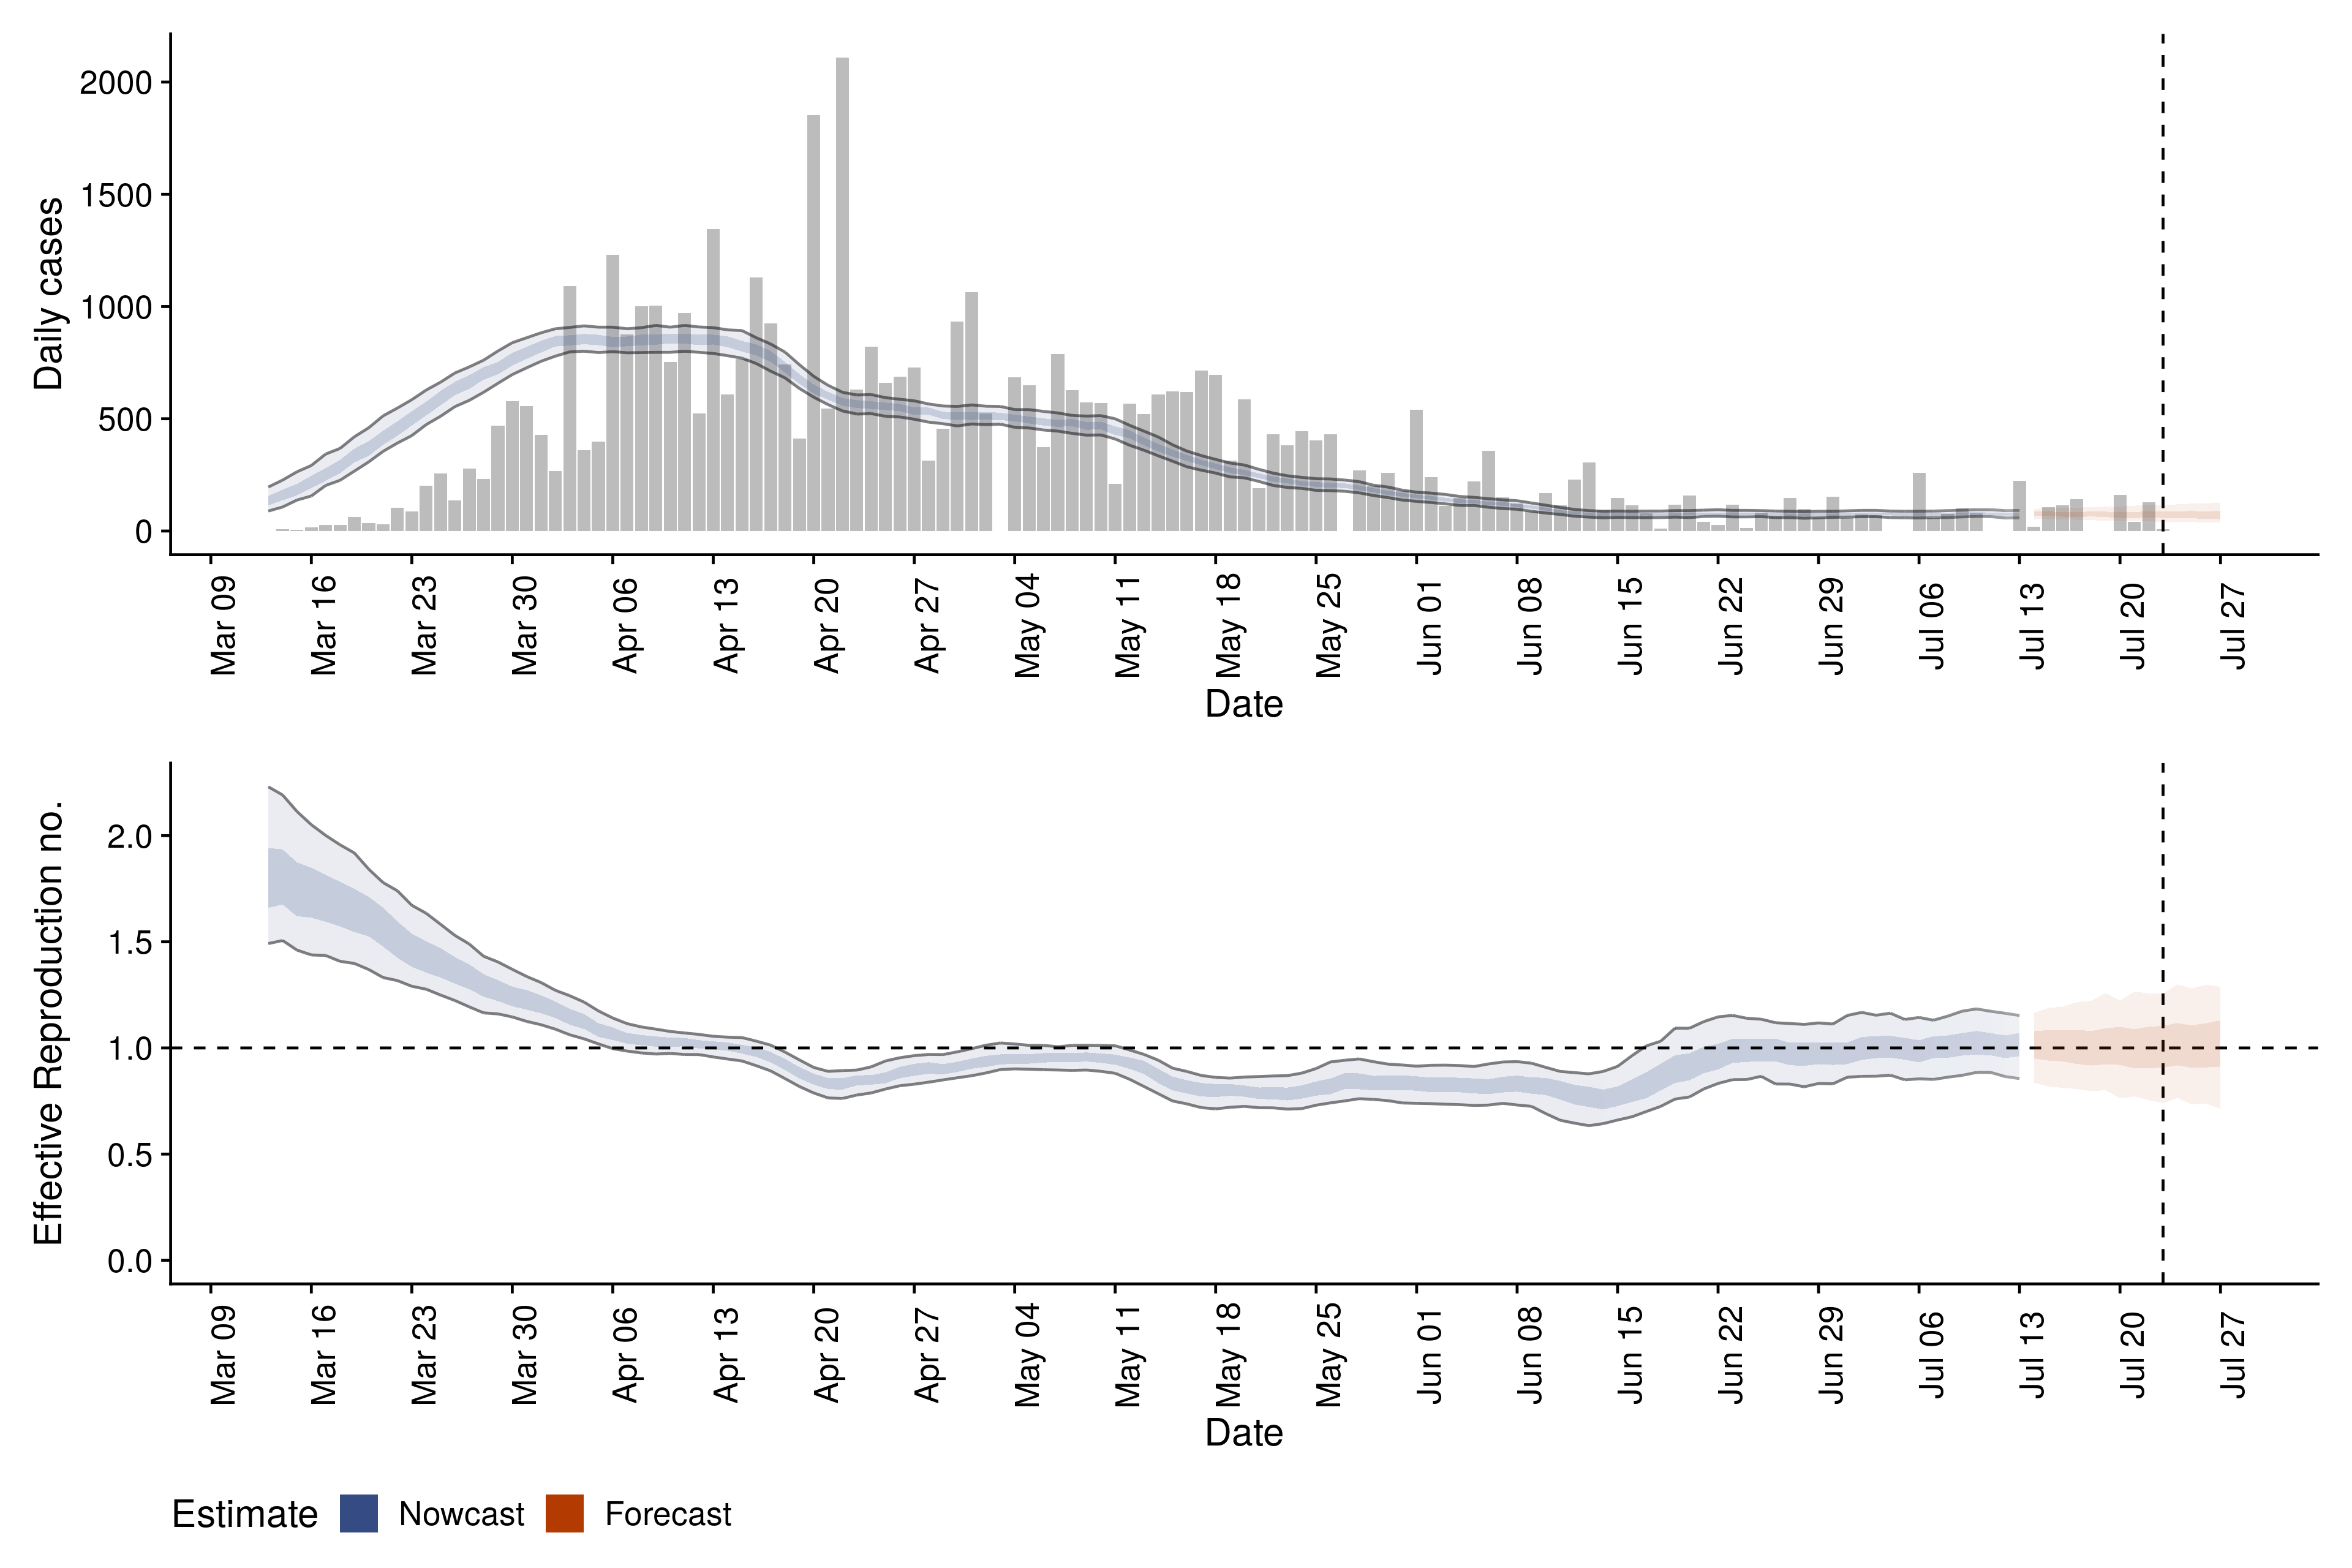 Daily cases
2000
1500
1000
500
0
Mar 09
Mar 16
Mar 23
Mar 30
Apr 06
Apr 13
Apr 20
Apr 27
May 04
May 11
May 18
May 25
Jun 01
Jun 08
Jun 15
Jun 22
Jun 29
Jul 06
Jul 13
Jul 20
Jul 27
Date
Effective Reproduction no.
2.0
1.5
1.0
0.5
0.0
Mar 09
Mar 16
Mar 23
Mar 30
Apr 06
Apr 13
Apr 20
Apr 27
May 04
May 11
May 18
May 25
Jun 01
Jun 08
Jun 15
Jun 22
Jun 29
Jul 06
Jul 13
Jul 20
Jul 27
Date
Estimate Nowcast Forecast